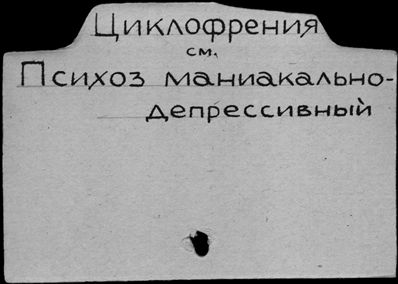 Циклофрения
см.
Психоз маниакально-
депрессивный